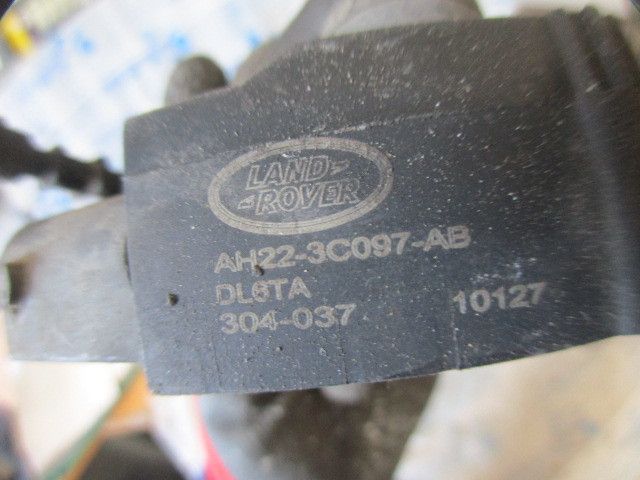 LAND
ROVER
AH22-3C097-AB
DL6TA
304-037 10127